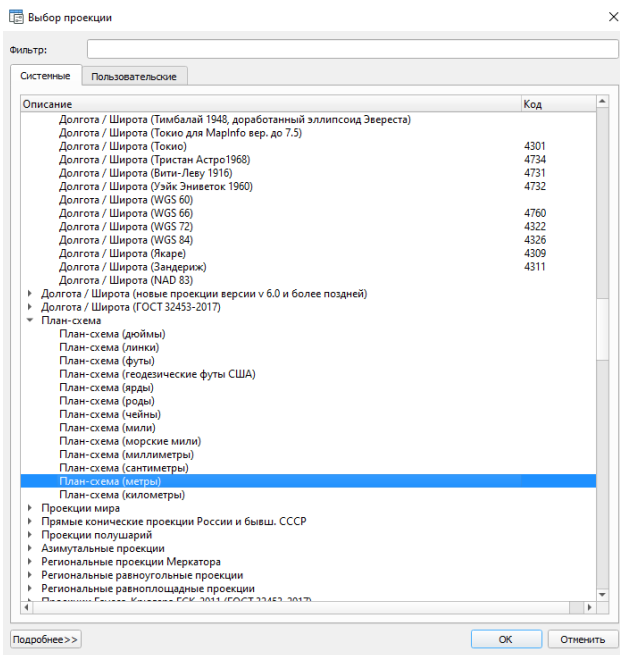 Выбор проекции
Фильтр:
Системные Пользовательские
Описание Код
Долгота / Широта (Тимбалай 1948, доработанный эллипсоид Эвереста)
Долгота / Широта (Токио для MapInfo вер. до 7.5)
Долгота / Широта (Токио) 4301
Долгота / Широта (Тристан Астро1968) 4734
Долгота / Широта (Вити-Леву 1916) 4731
Долгота / Широта (Уэйк Эниветок 1960) 4732
Долгота / Широта (WGS 60)
Долгота / Широта (WGS 66) 4760
Долгота / Широта (WGS 72) 4322
Долгота / Широта (WGS 84) 4326
Долгота / Широта (Якаре) 4309
Долгота / Широта (Зандериж) 4311
Долгота / Широта (NAD 83)
Долгота / Широта (новые проекции версии v 6.0 и более поздней)
Долгота / Широта (ГОСТ 32453-2017)
План-схема
План-схема (дюймы)
План-схема (линки)
План-схема (футы)
План-схема (геодезические футы США)
План-схема (ярды)
План-схема (роды)
План-схема (чейны)
План-схема (мили)
План-схема (морские мили)
План-схема (миллиметры)
План-схема (сантиметры)
План-схема (метры)
План-схема (километры)
Проекции мира
Прямые конические проекции России и бывш. СССР
Проекции полушарий
Азимутальные проекции
Региональные проекции Меркатора
Региональные равноугольные проекции
Региональные равноплощадные проекции
Проекции Гаусса-Крюгера ГСК-2011 (ГОСТ 32453-2017)
Подробнее>> OK Отменить